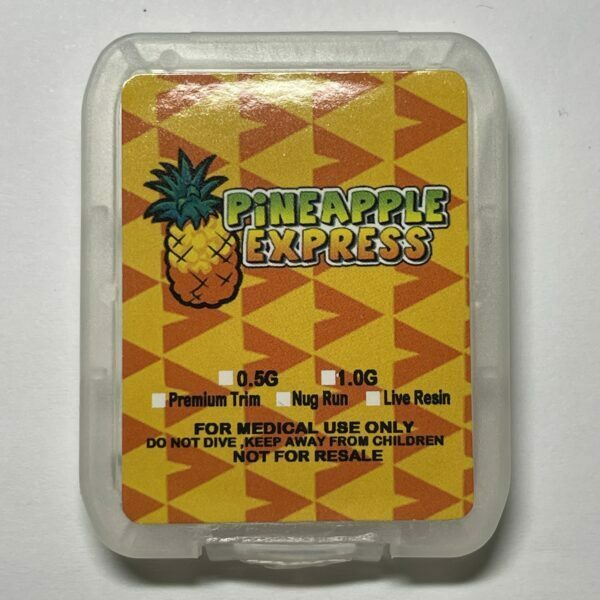 PiNEAPPLE
EXPRESS
0.5G 1.0G
Premium Trim Nug Run Live Resin
FOR MEDICAL USE ONLY
DO NOT DIVE ,KEEP AWAY FROM CHILDREN
NOT FOR RESALE